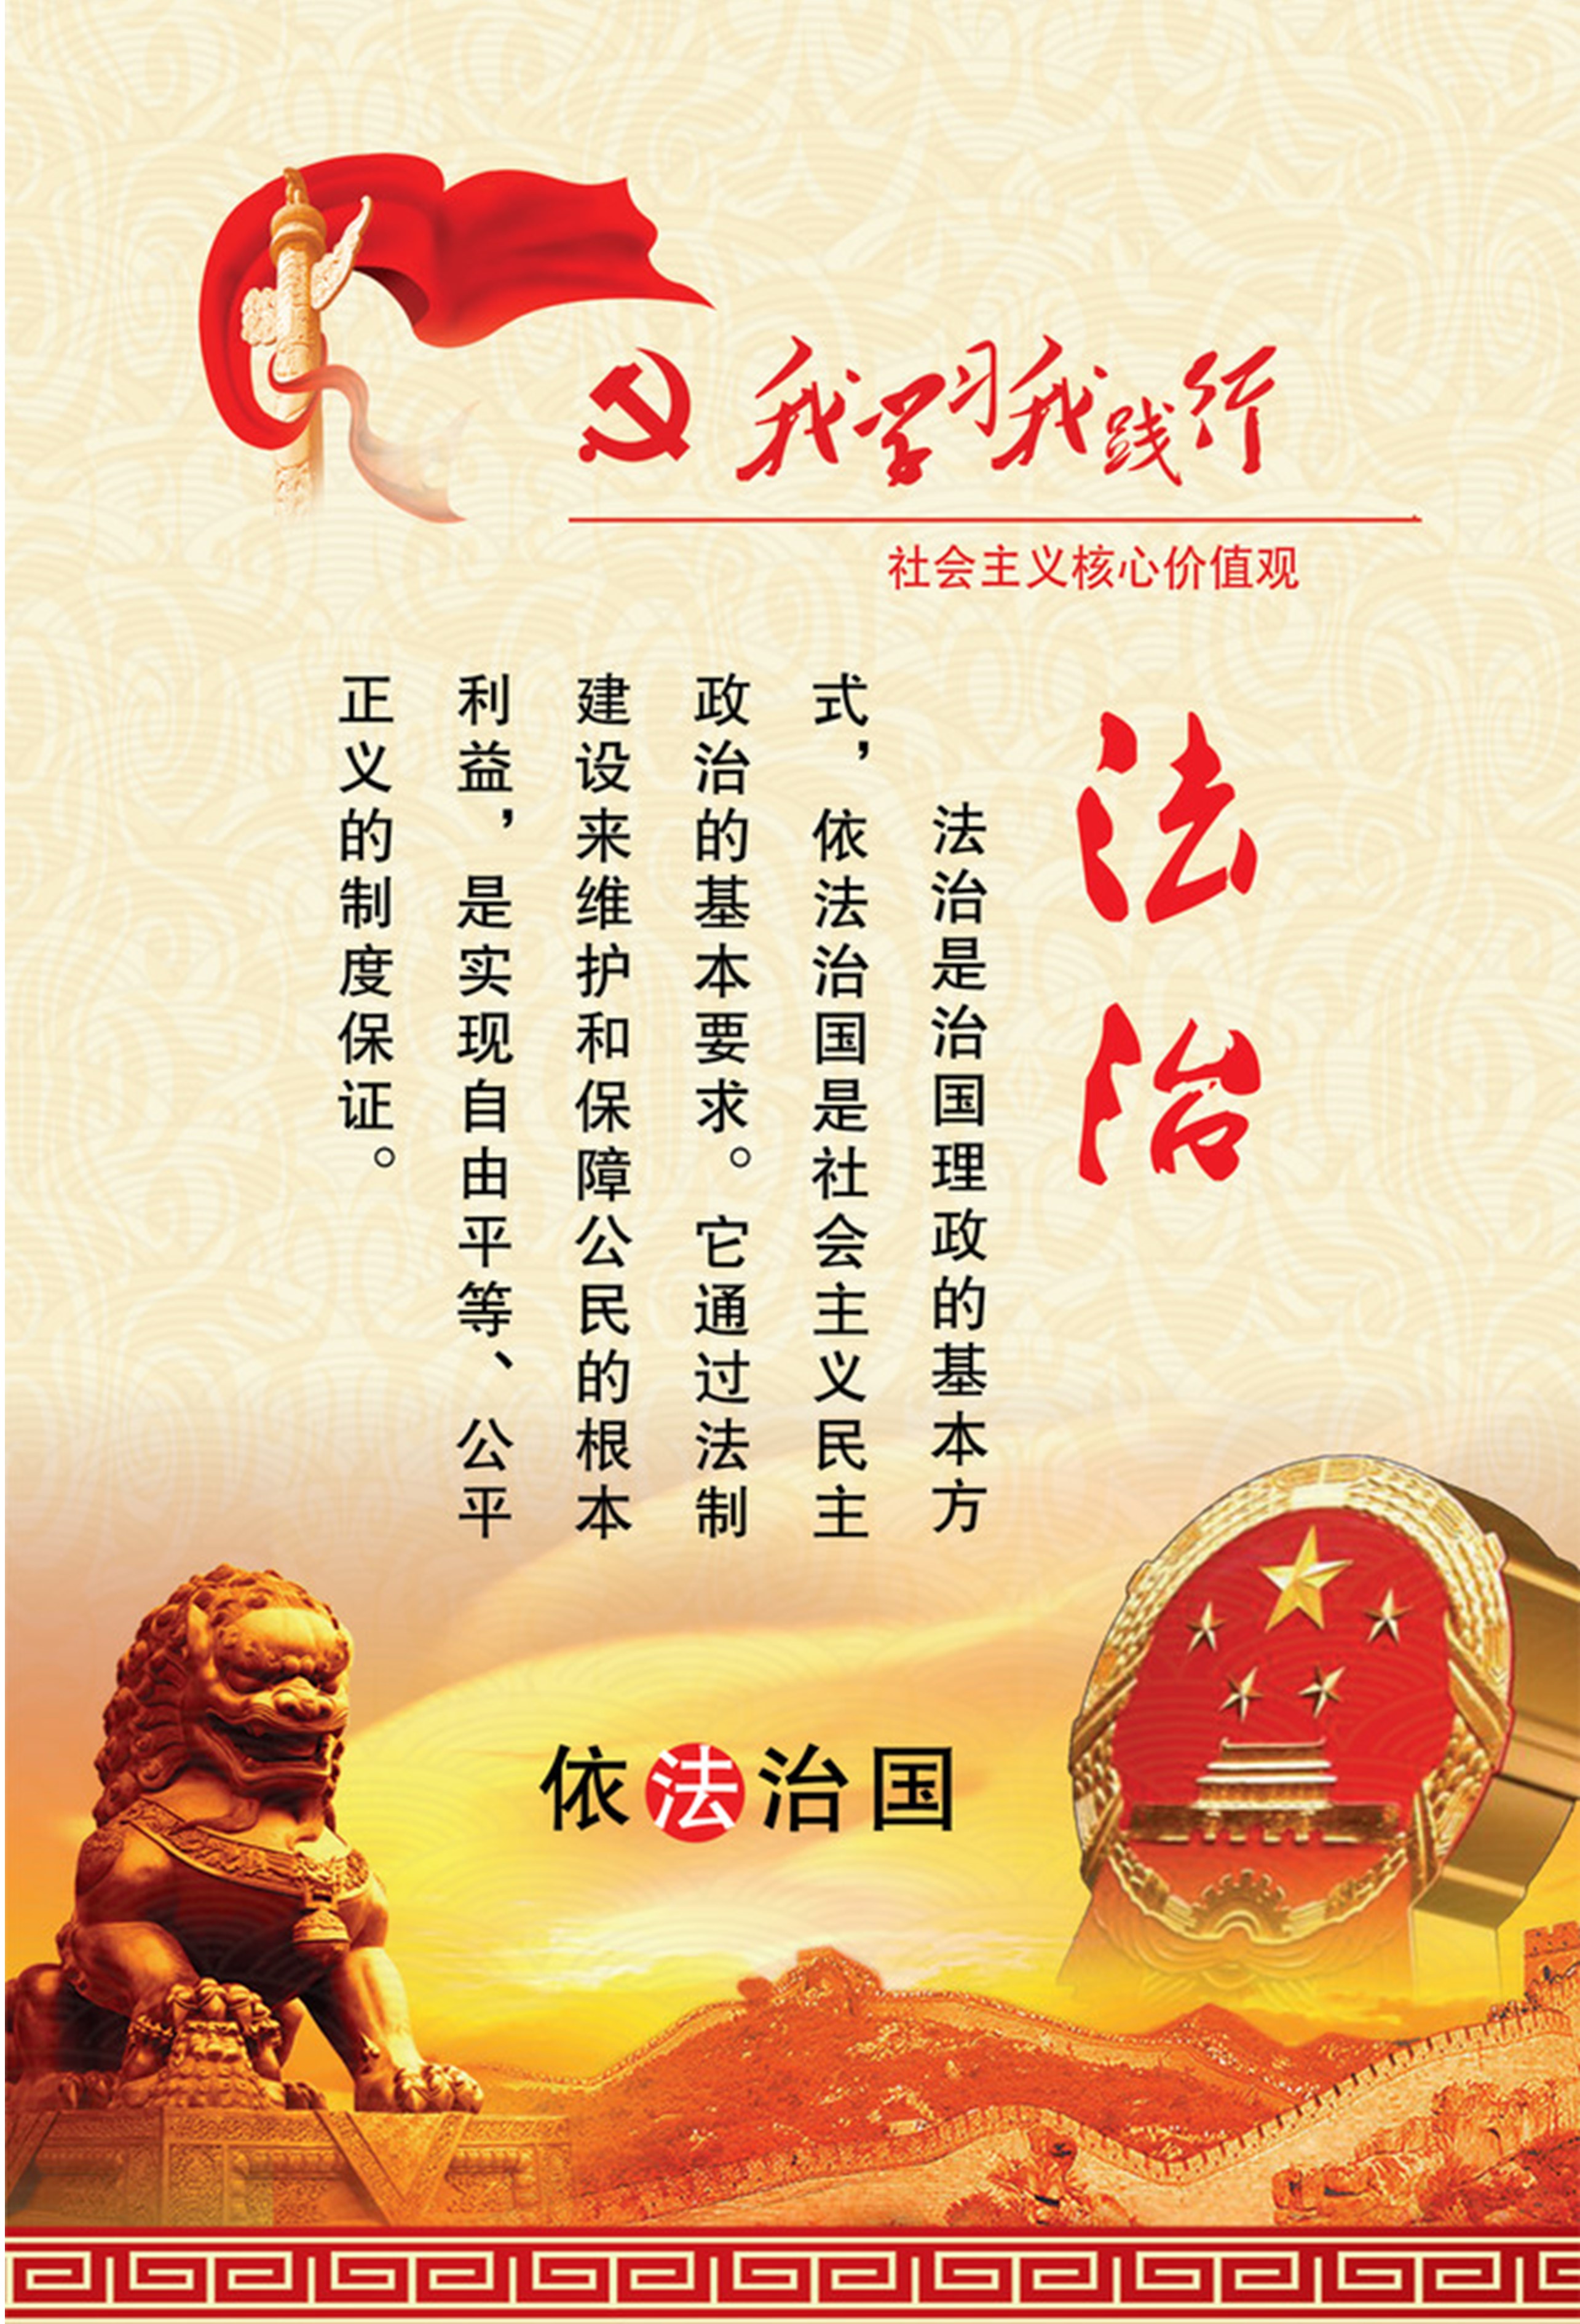 我学习我践行
社会主义核心价值观
法治
法治是治国理政的基本方
式，依法治国是社会主义民主
政治的基本要求。它通过法制
建设来维护和保障公民的根本
利益，是实现自由平等、公平
正义的制度保证。
依法治国